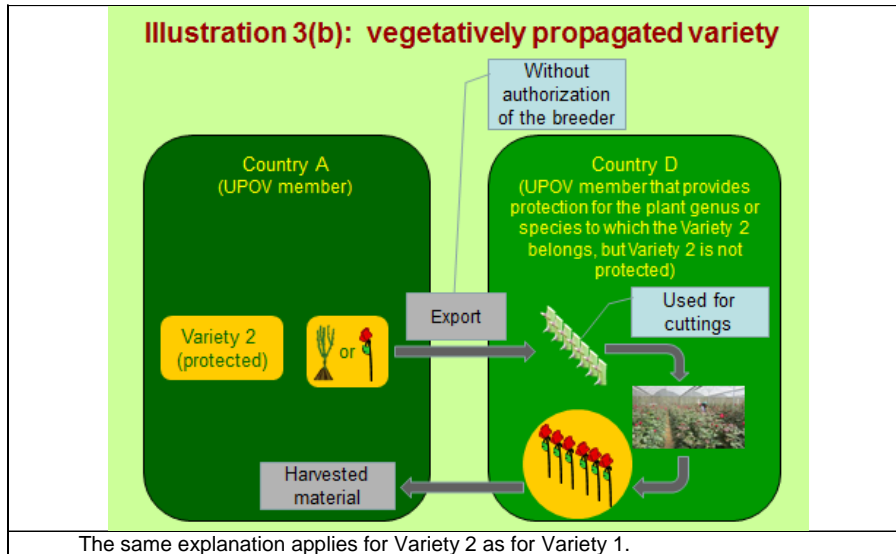 Illustration 3(b): vegetatively propagated variety
Without
authorization
of the breeder
Country A
(UPOV member)
Country D
(UPOV member that provides
protection for the plant genus or
species to which the Variety 2
belongs, but Variety 2 is not
protected)
Export
Used for
cuttings
Variety 2
(protected)
or
Harvested
material
The same explanation applies for Variety 2 as for Variety 1.